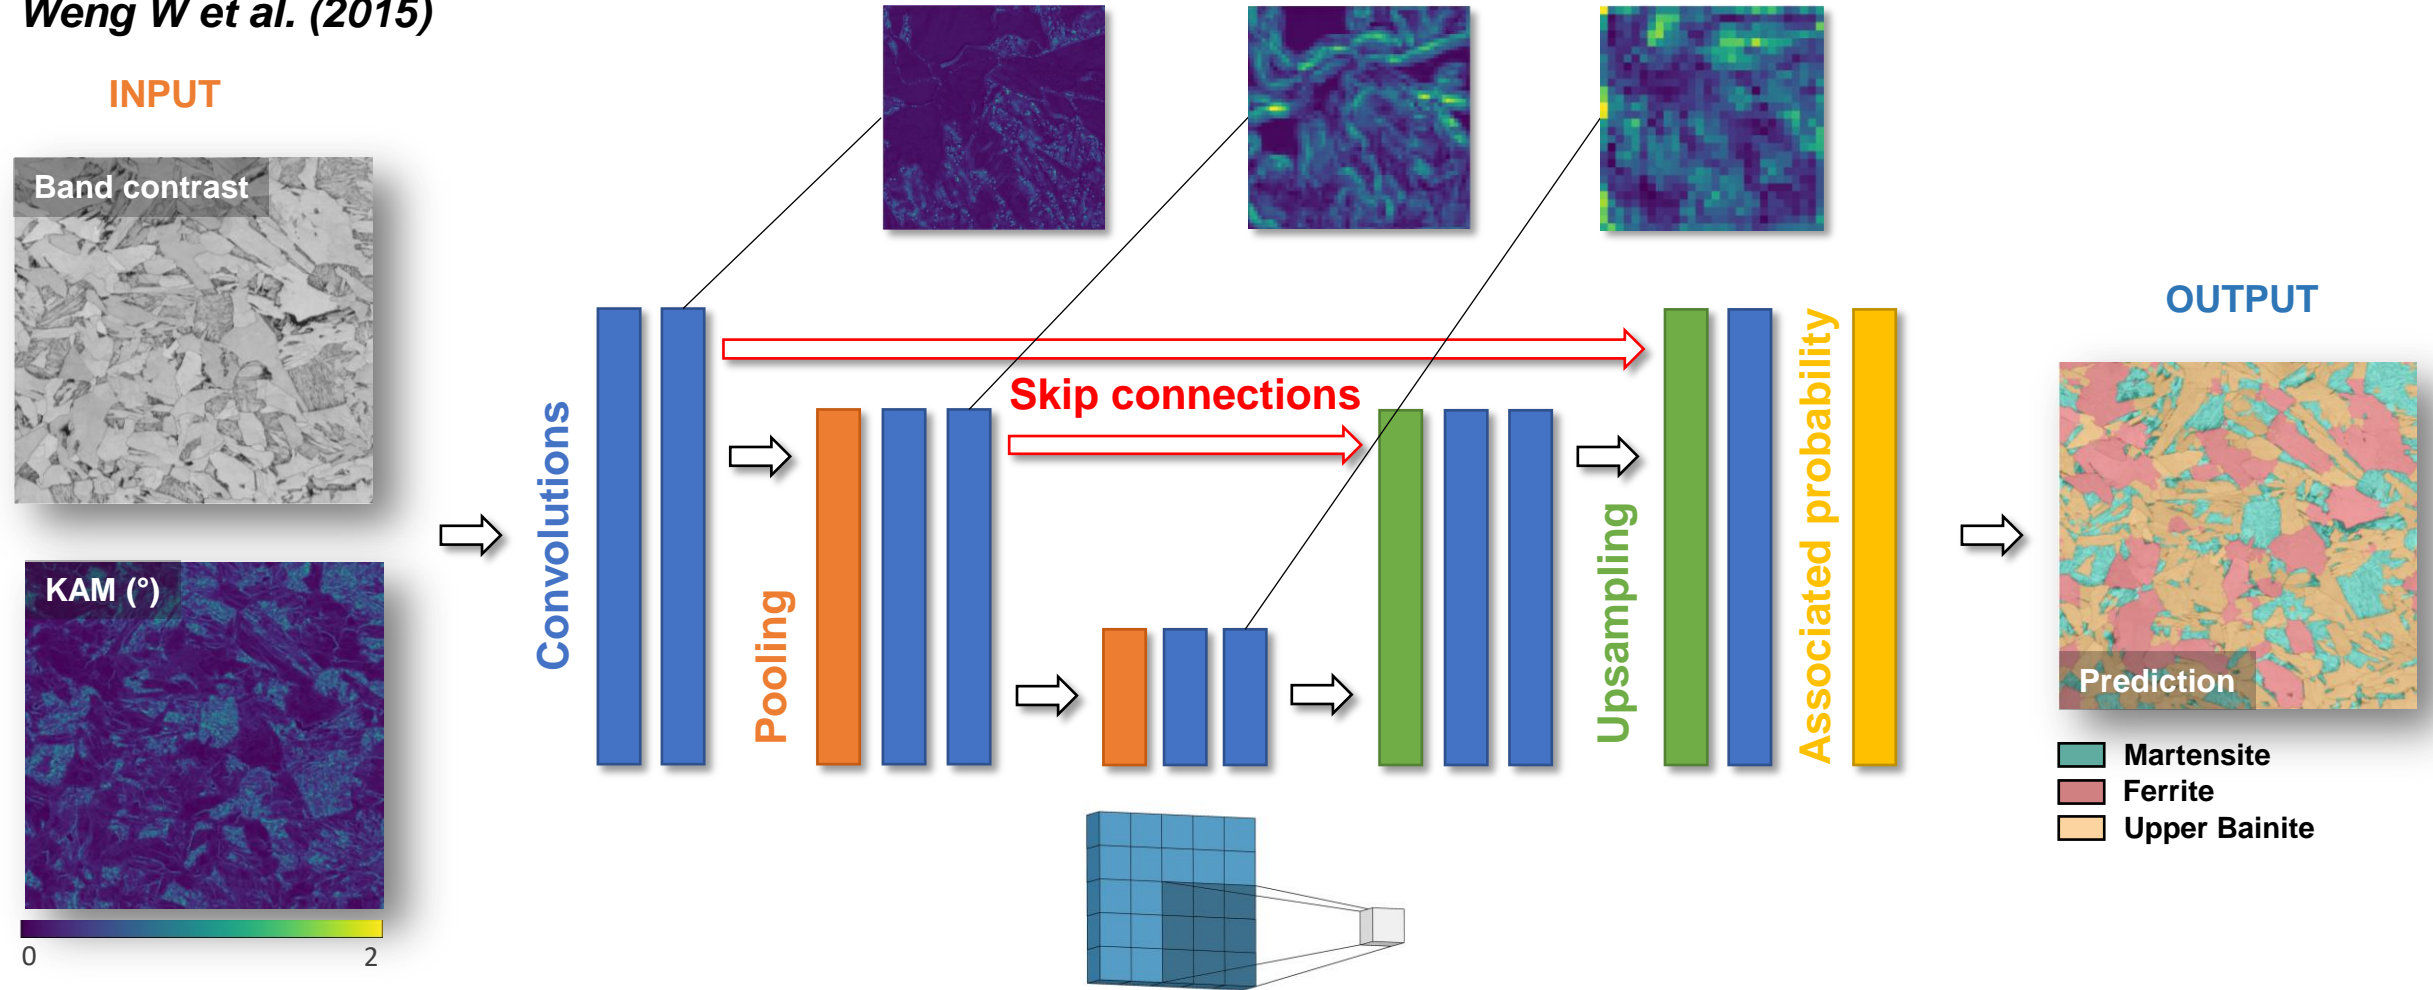 Weng W et al. (2015)
INPUT
Band contrast
KAM (°)
0 2
Convolutions
Pooling
Skip connections
Upsampling
Associated probability
OUTPUT
Prediction
Martensite
Ferrite
Upper Bainite